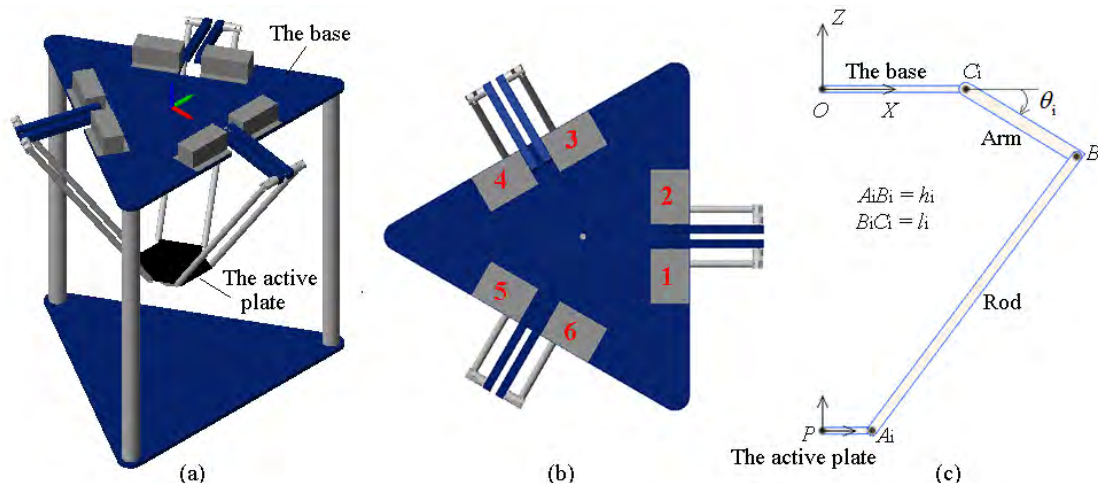 The base
The active
plate
(a)
3
4
2
1
5
6
(b)
Z
The base
Ci
θi
O
X
Arm
B
AiBi = hi
BiCi = li
Rod
P
Ai
The active plate
(c)